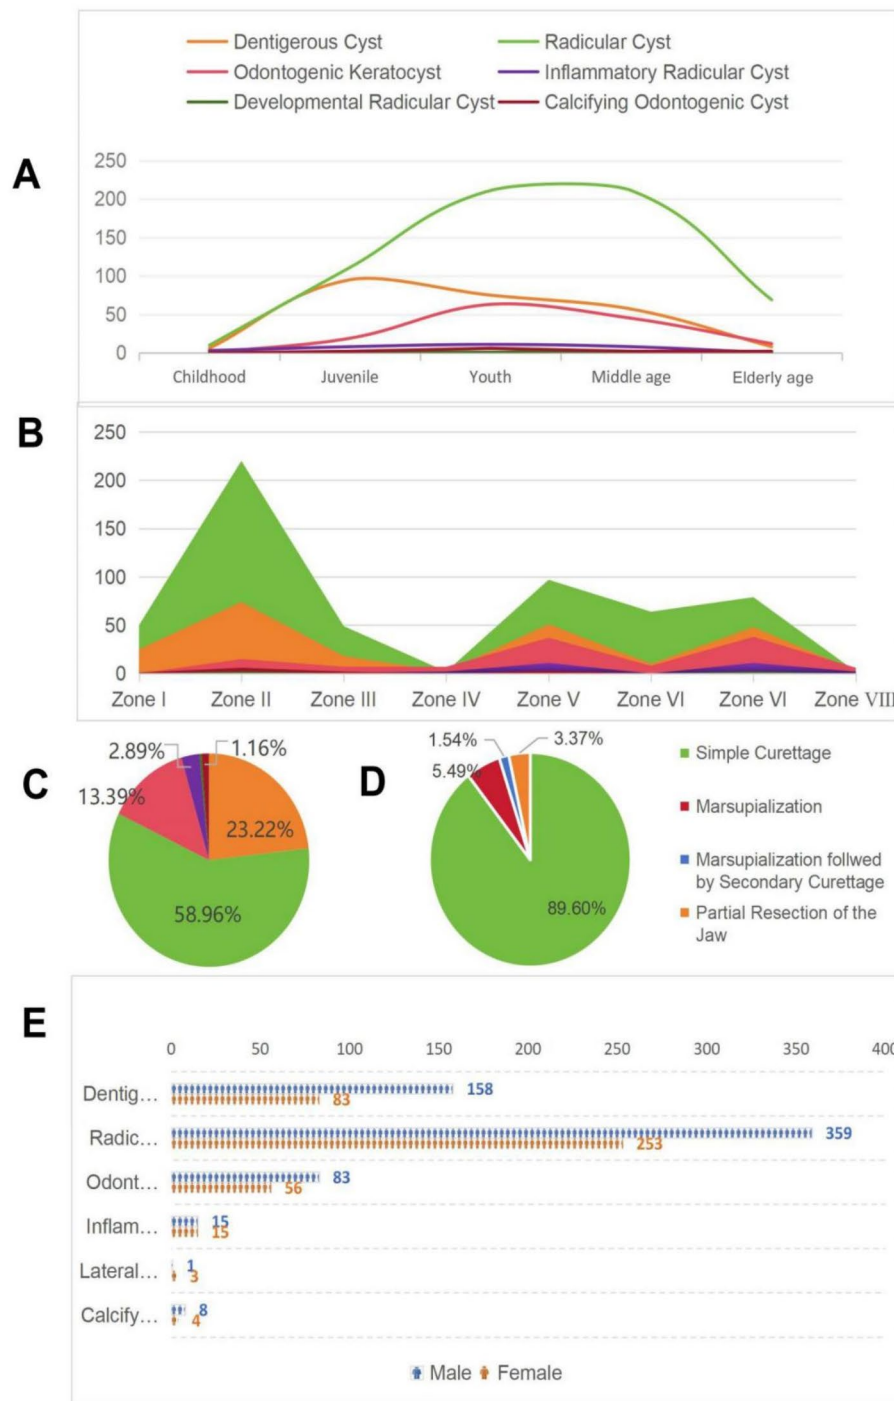 Dentigerous Cyst Radicular Cyst
Odontogenic Keratocyst Inflammatory Radicular Cyst
Developmental Radicular Cyst Calcifying Odontogenic Cyst
A
250
200
150
100
50
0
Childhood Juvenile Youth Middle age Elderly age
B
250
200
150
100
50
0
Zone I Zone II Zone III Zone IV Zone V Zone VI Zone VI Zone VIII
C
2.89%
1.16%
13.39%
23.22%
58.96%
D
1.54%
3.37%
5.49%
89.60%
Simple Curettage
Marsupialization
Marsupialization follwed
by Secondary Curettage
Partial Resection of the
Jaw
E
0 50 100 150 200 250 300 350 400
Dentig... 158
83
Radic... 359
253
Odont... 83
56
Inflam... 15
15
Lateral... 1
3
Calcify... 8
4
Male Female